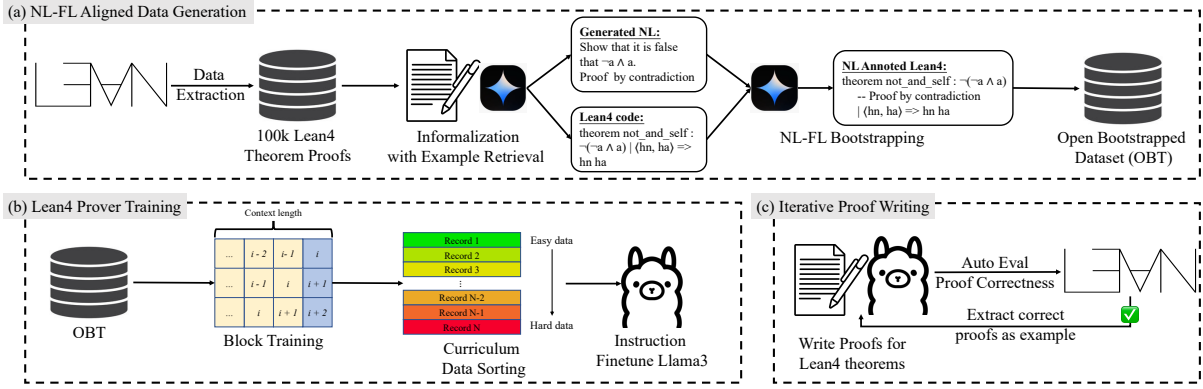 (a) NL-FL Aligned Data Generation
LEAN
Data
Extraction
100k Lean4
Theorem Proofs
Informalization
with Example Retrieval
Generated NL:
Show that it is false
that ¬a ∧ a.
Proof by contradiction
Lean4 code:
theorem not_and_self :
¬(¬a ∧ a) | ⟨hn, ha⟩ =>
hn ha
NL-FL Bootstrapping
NL Annoted Lean4:
theorem not_and_self : ¬(¬a ∧ a)
-- Proof by contradiction
| ⟨hn, ha⟩ => hn ha
Open Bootstrapped
Dataset (OBT)
(b) Lean4 Prover Training
OBT
Context length
... i - 2 i- 1 i
... i - 1 i i + 1
... i i + 1 i + 2
Block Training
Record 1
Record 2
Record 3
⋮
Record N-2
Record N-1
Record N
Easy data
Hard data
Curriculum
Data Sorting
Instruction
Finetune Llama3
(c) Iterative Proof Writing
Write Proofs for
Lean4 theorems
Auto Eval
Proof Correctness
LEAN
Extract correct
proofs as example